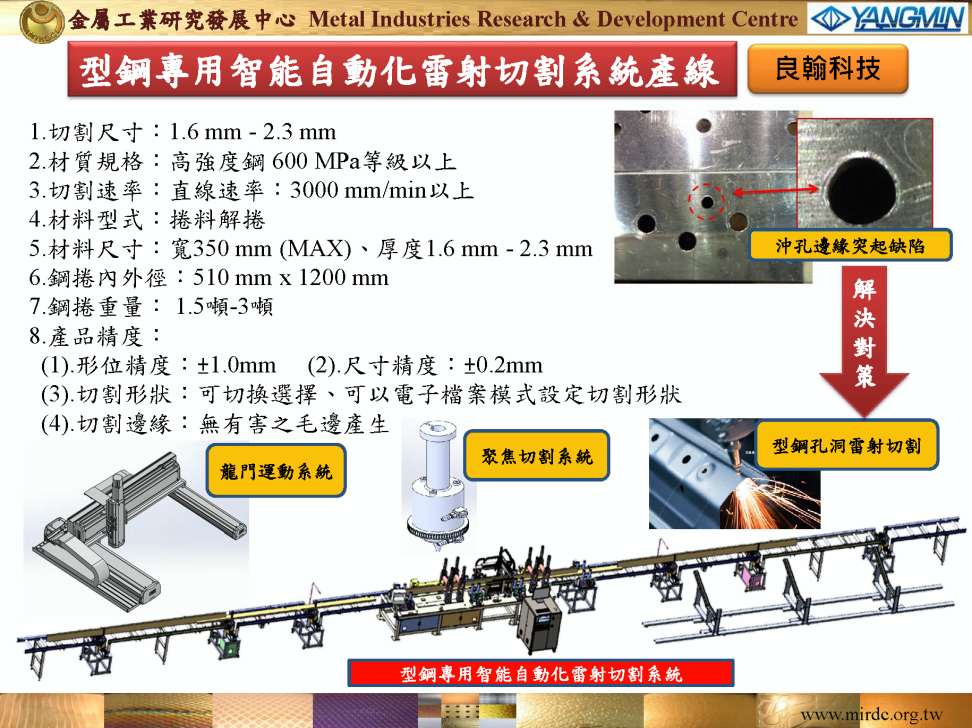 金屬工業研究發展中心 Metal Industries Research & Development Centre
YANGMIN
型鋼專用智能自動化雷射切割系統產線
良翰科技
1.切割尺寸：1.6 mm - 2.3 mm
2.材質規格：高強度鋼 600 MPa等級以上
3.切割速率：直線速率：3000 mm/min以上
4.材料型式：捲料解捲
5.材料尺寸：寬350 mm (MAX)、厚度1.6 mm - 2.3 mm
6.鋼捲內外徑：510 mm x 1200 mm
7.鋼捲重量： 1.5噸-3噸
8.產品精度：
(1).形位精度：±1.0mm (2).尺寸精度：±0.2mm
(3).切割形狀：可切換選擇、可以電子檔案模式設定切割形狀
(4).切割邊緣：無有害之毛邊產生
沖孔邊緣突起缺陷
解決對策
型鋼孔洞雷射切割
龍門運動系統
聚焦切割系統
型鋼專用智能自動化雷射切割系統
www.mirdc.org.tw